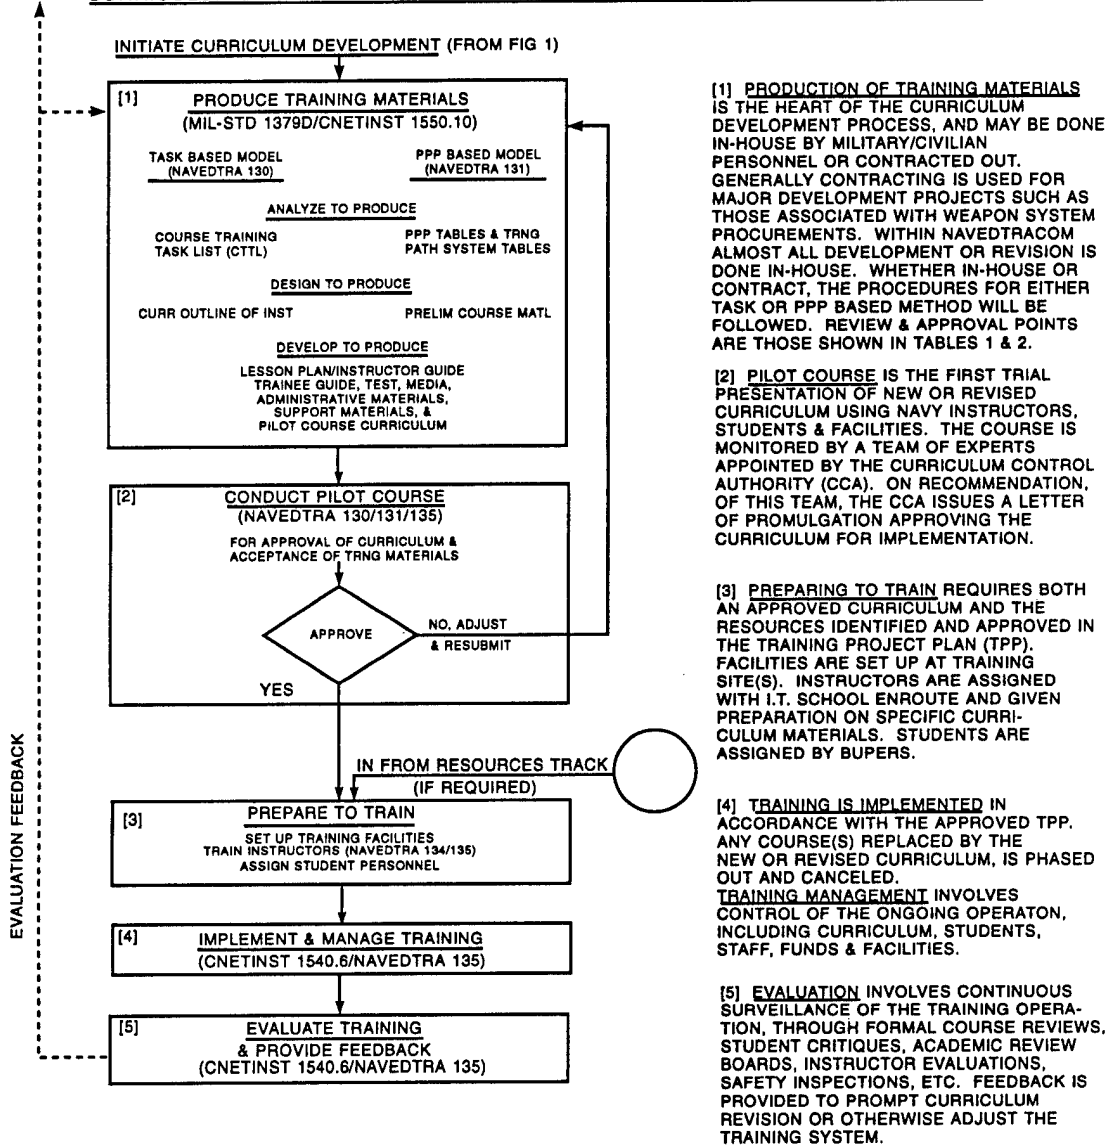 INITIATE CURRICULUM DEVELOPMENT (FROM FIG 1)
[1]
PRODUCE TRAINING MATERIALS
(MIL-STD 1379D/CNETINST 1550.10)
TASK BASED MODEL
(NAVEDTRA 130)
PPP BASED MODEL
(NAVEDTRA 131)
ANALYZE TO PRODUCE
COURSE TRAINING
TASK LIST (CTTL)
PPP TABLES & TRNG
PATH SYSTEM TABLES
DESIGN TO PRODUCE
CURR OUTLINE OF INST
PRELIM COURSE MATL
DEVELOP TO PRODUCE
LESSON PLAN/INSTRUCTOR GUIDE
TRAINEE GUIDE, TEST, MEDIA,
ADMINISTRATIVE MATERIALS,
SUPPORT MATERIALS, &
PILOT COURSE CURRICULUM
[2]
CONDUCT PILOT COURSE
(NAVEDTRA 130/131/135)
FOR APPROVAL OF CURRICULUM &
ACCEPTANCE OF TRNG MATERIALS
APPROVE
NO, ADJUST
& RESUBMIT
YES
IN FROM RESOURCES TRACK
(IF REQUIRED)
[3]
PREPARE TO TRAIN
SET UP TRAINING FACILITIES
TRAIN INSTRUCTORS (NAVEDTRA 134/135)
ASSIGN STUDENT PERSONNEL
[4]
IMPLEMENT & MANAGE TRAINING
(CNETINST 1540.6/NAVEDTRA 135)
[5]
EVALUATE TRAINING
& PROVIDE FEEDBACK
(CNETINST 1540.6/NAVEDTRA 135)
EVALUATION FEEDBACK
[1] PRODUCTION OF TRAINING MATERIALS
IS THE HEART OF THE CURRICULUM
DEVELOPMENT PROCESS, AND MAY BE DONE
IN-HOUSE BY MILITARY/CIVILIAN
PERSONNEL OR CONTRACTED OUT.
GENERALLY CONTRACTING IS USED FOR
MAJOR DEVELOPMENT PROJECTS SUCH AS
THOSE ASSOCIATED WITH WEAPON SYSTEM
PROCUREMENTS. WITHIN NAVEDTRACOM
ALMOST ALL DEVELOPMENT OR REVISION IS
DONE IN-HOUSE. WHETHER IN-HOUSE OR
CONTRACT, THE PROCEDURES FOR EITHER
TASK OR PPP BASED METHOD WILL BE
FOLLOWED. REVIEW & APPROVAL POINTS
ARE THOSE SHOWN IN TABLES 1 & 2.
[2] PILOT COURSE IS THE FIRST TRIAL
PRESENTATION OF NEW OR REVISED
CURRICULUM USING NAVY INSTRUCTORS,
STUDENTS & FACILITIES. THE COURSE IS
MONITORED BY A TEAM OF EXPERTS
APPOINTED BY THE CURRICULUM CONTROL
AUTHORITY (CCA). ON RECOMMENDATION,
OF THIS TEAM, THE CCA ISSUES A LETTER
OF PROMULGATION APPROVING THE
CURRICULUM FOR IMPLEMENTATION.
[3] PREPARING TO TRAIN REQUIRES BOTH
AN APPROVED CURRICULUM AND THE
RESOURCES IDENTIFIED AND APPROVED IN
THE TRAINING PROJECT PLAN (TPP).
FACILITIES ARE SET UP AT TRAINING
SITE(S). INSTRUCTORS ARE ASSIGNED
WITH I.T. SCHOOL ENROUTE AND GIVEN
PREPARATION ON SPECIFIC CURRI-
CULUM MATERIALS. STUDENTS ARE
ASSIGNED BY BUPERS.
[4] TRAINING IS IMPLEMENTED IN
ACCORDANCE WITH THE APPROVED TPP.
ANY COURSE(S) REPLACED BY THE
NEW OR REVISED CURRICULUM, IS PHASED
OUT AND CANCELED.
TRAINING MANAGEMENT INVOLVES
CONTROL OF THE ONGOING OPERATON,
INCLUDING CURRICULUM, STUDENTS,
STAFF, FUNDS & FACILITIES.
[5] EVALUATION INVOLVES CONTINUOUS
SURVEILLANCE OF THE TRAINING OPERA-
TION, THROUGH FORMAL COURSE REVIEWS,
STUDENT CRITIQUES, ACADEMIC REVIEW
BOARDS, INSTRUCTOR EVALUATIONS,
SAFETY INSPECTIONS, ETC. FEEDBACK IS
PROVIDED TO PROMPT CURRICULUM
REVISION OR OTHERWISE ADJUST THE
TRAINING SYSTEM.